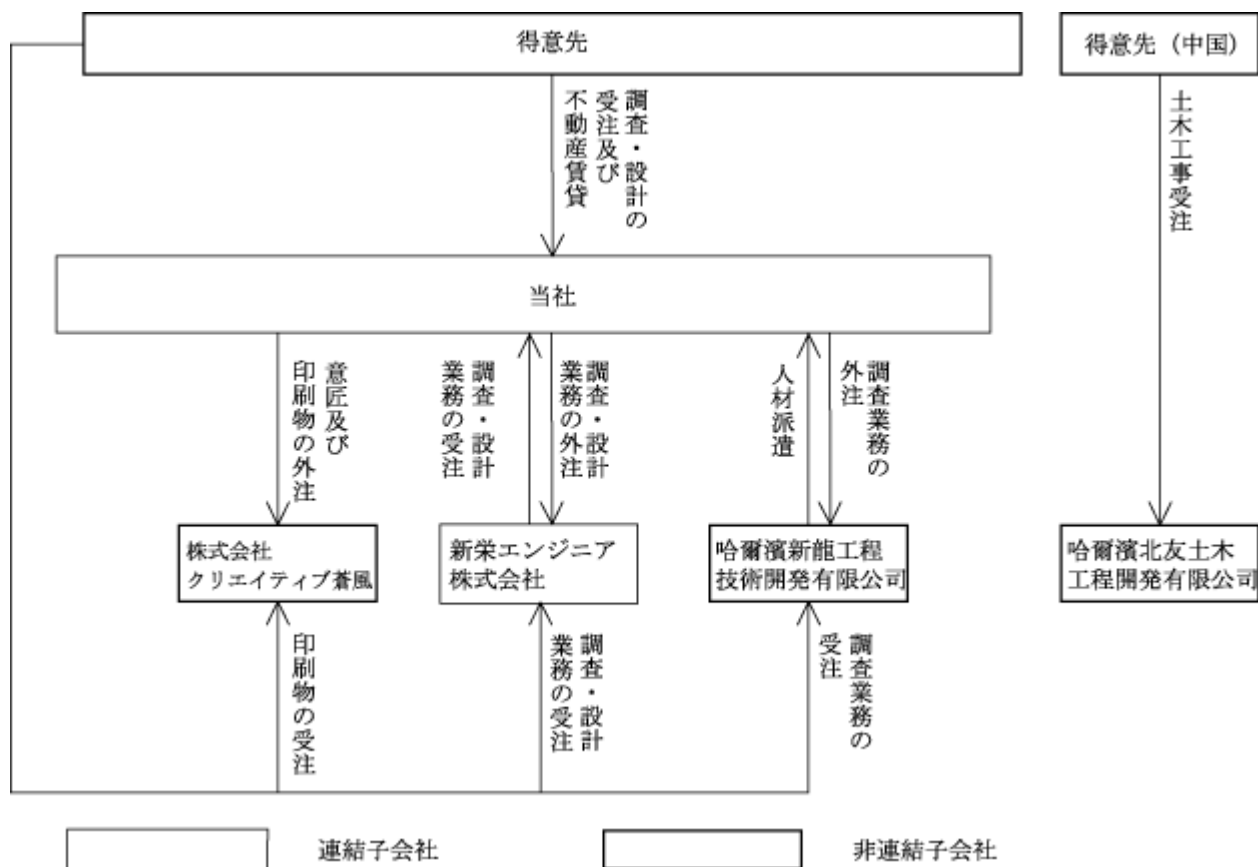 得意先
得意先(中国)
調査・設計の
受注及び
不動産賃貸
土木工事受注
当社
意匠及び
印刷物の外注
調査・設計
業務の受注
調査・設計
業務の外注
人材派遣
調査業務の
外注
株式会社
クリエイティブ蒼風
新栄エンジニア
株式会社
哈爾濱新龍工程
技術開発有限公司
哈爾濱北友土木
工程開発有限公司
印刷物の受注
調査・設計
業務の受注
調査業務の
受注
連結子会社
非連結子会社